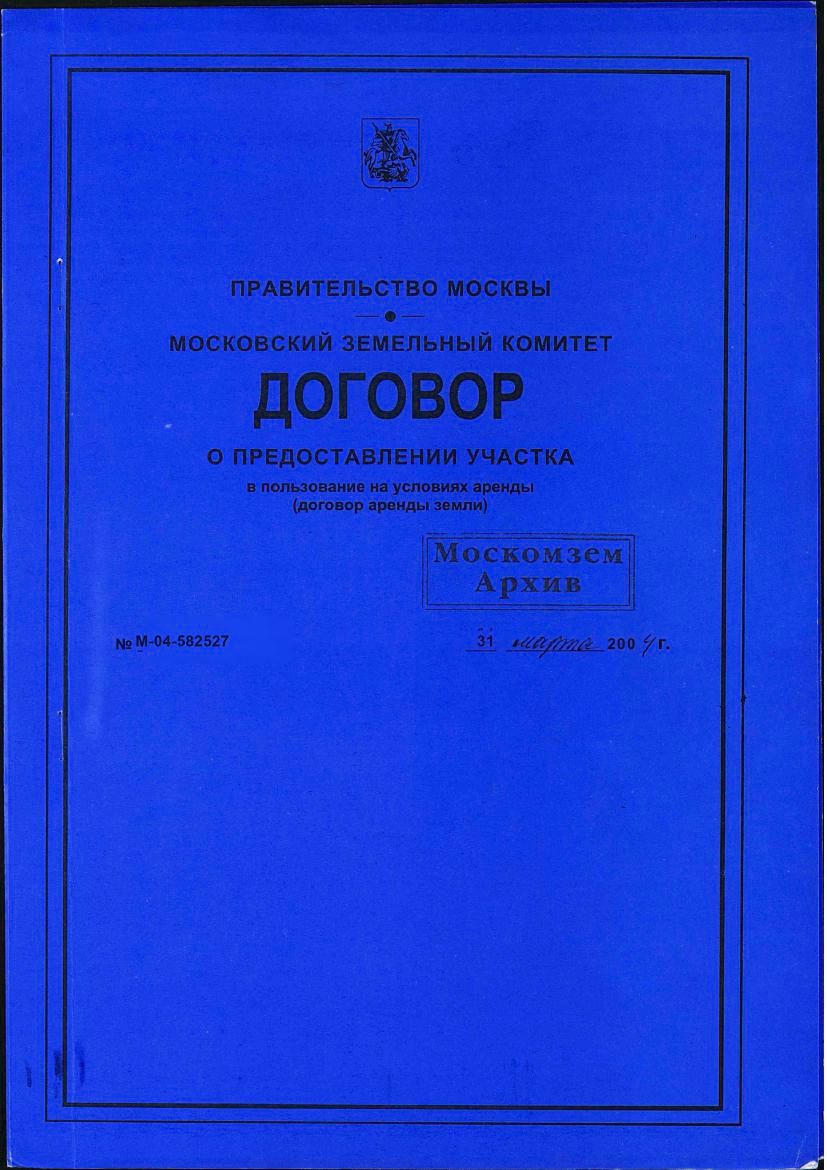 ПРАВИТЕЛЬСТВО МОСКВЫ
МОСКОВСКИЙ ЗЕМЕЛЬНЫЙ КОМИТЕТ
ДОГОВОР
О ПРЕДОСТАВЛЕНИИ УЧАСТКА
в пользование на условиях аренды
(договор аренды земли)
Москомзем
Архив
№ М-04-582527 31 марта 2004 г.